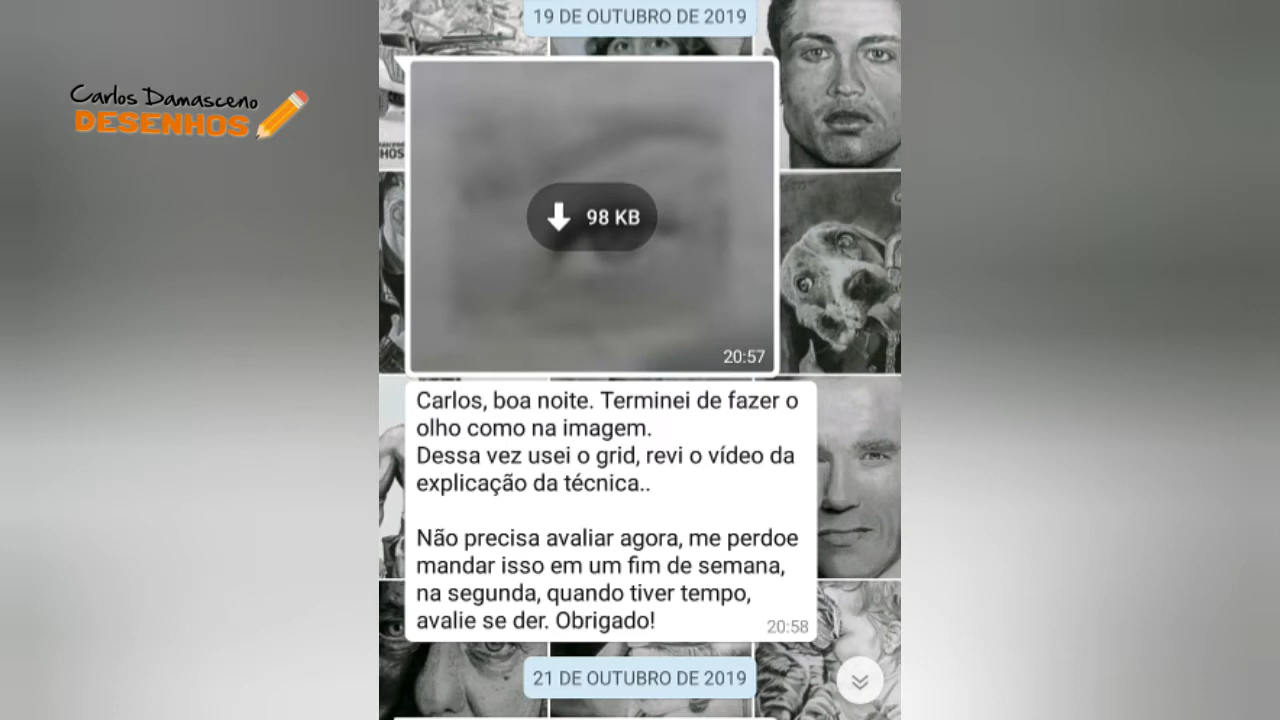 19 DE OUTUBRO DE 2019
Carlos Damasceno
DESENHOS
HOS
98 KB
20:57
Carlos, boa noite. Terminei de fazer o
olho como na imagem.
Dessa vez usei o grid, revi o vídeo da
explicação da técnica..
Não precisa avaliar agora, me perdoe
mandar isso em um fim de semana,
na segunda, quando tiver tempo,
avalie se der. Obrigado!
20:58
21 DE OUTUBRO DE 2019